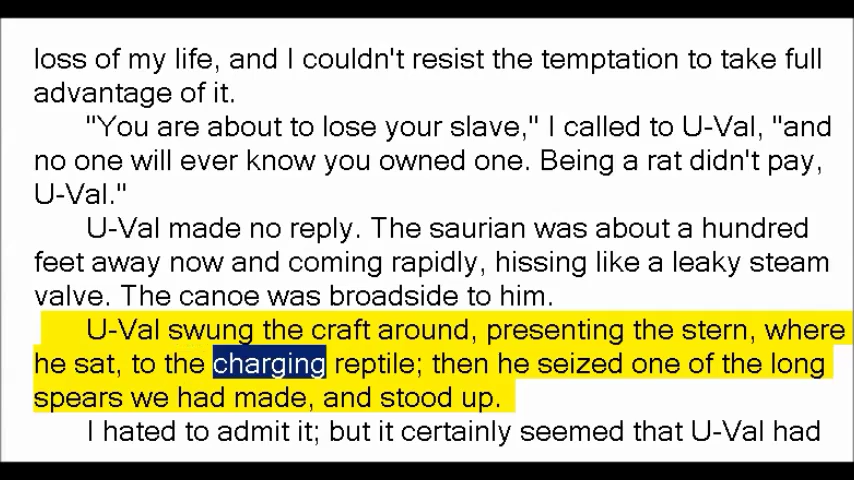 loss of my life, and I couldn't resist the temptation to take full
advantage of it.
"You are about to lose your slave," I called to U-Val, "and
no one will ever know you owned one. Being a rat didn't pay,
U-Val."
U-Val made no reply. The saurian was about a hundred
feet away now and coming rapidly, hissing like a leaky steam
valve. The canoe was broadside to him.
U-Val swung the craft around, presenting the stern, where
he sat, to the charging reptile; then he seized one of the long
spears we had made, and stood up.
I hated to admit it; but it certainly seemed that U-Val had